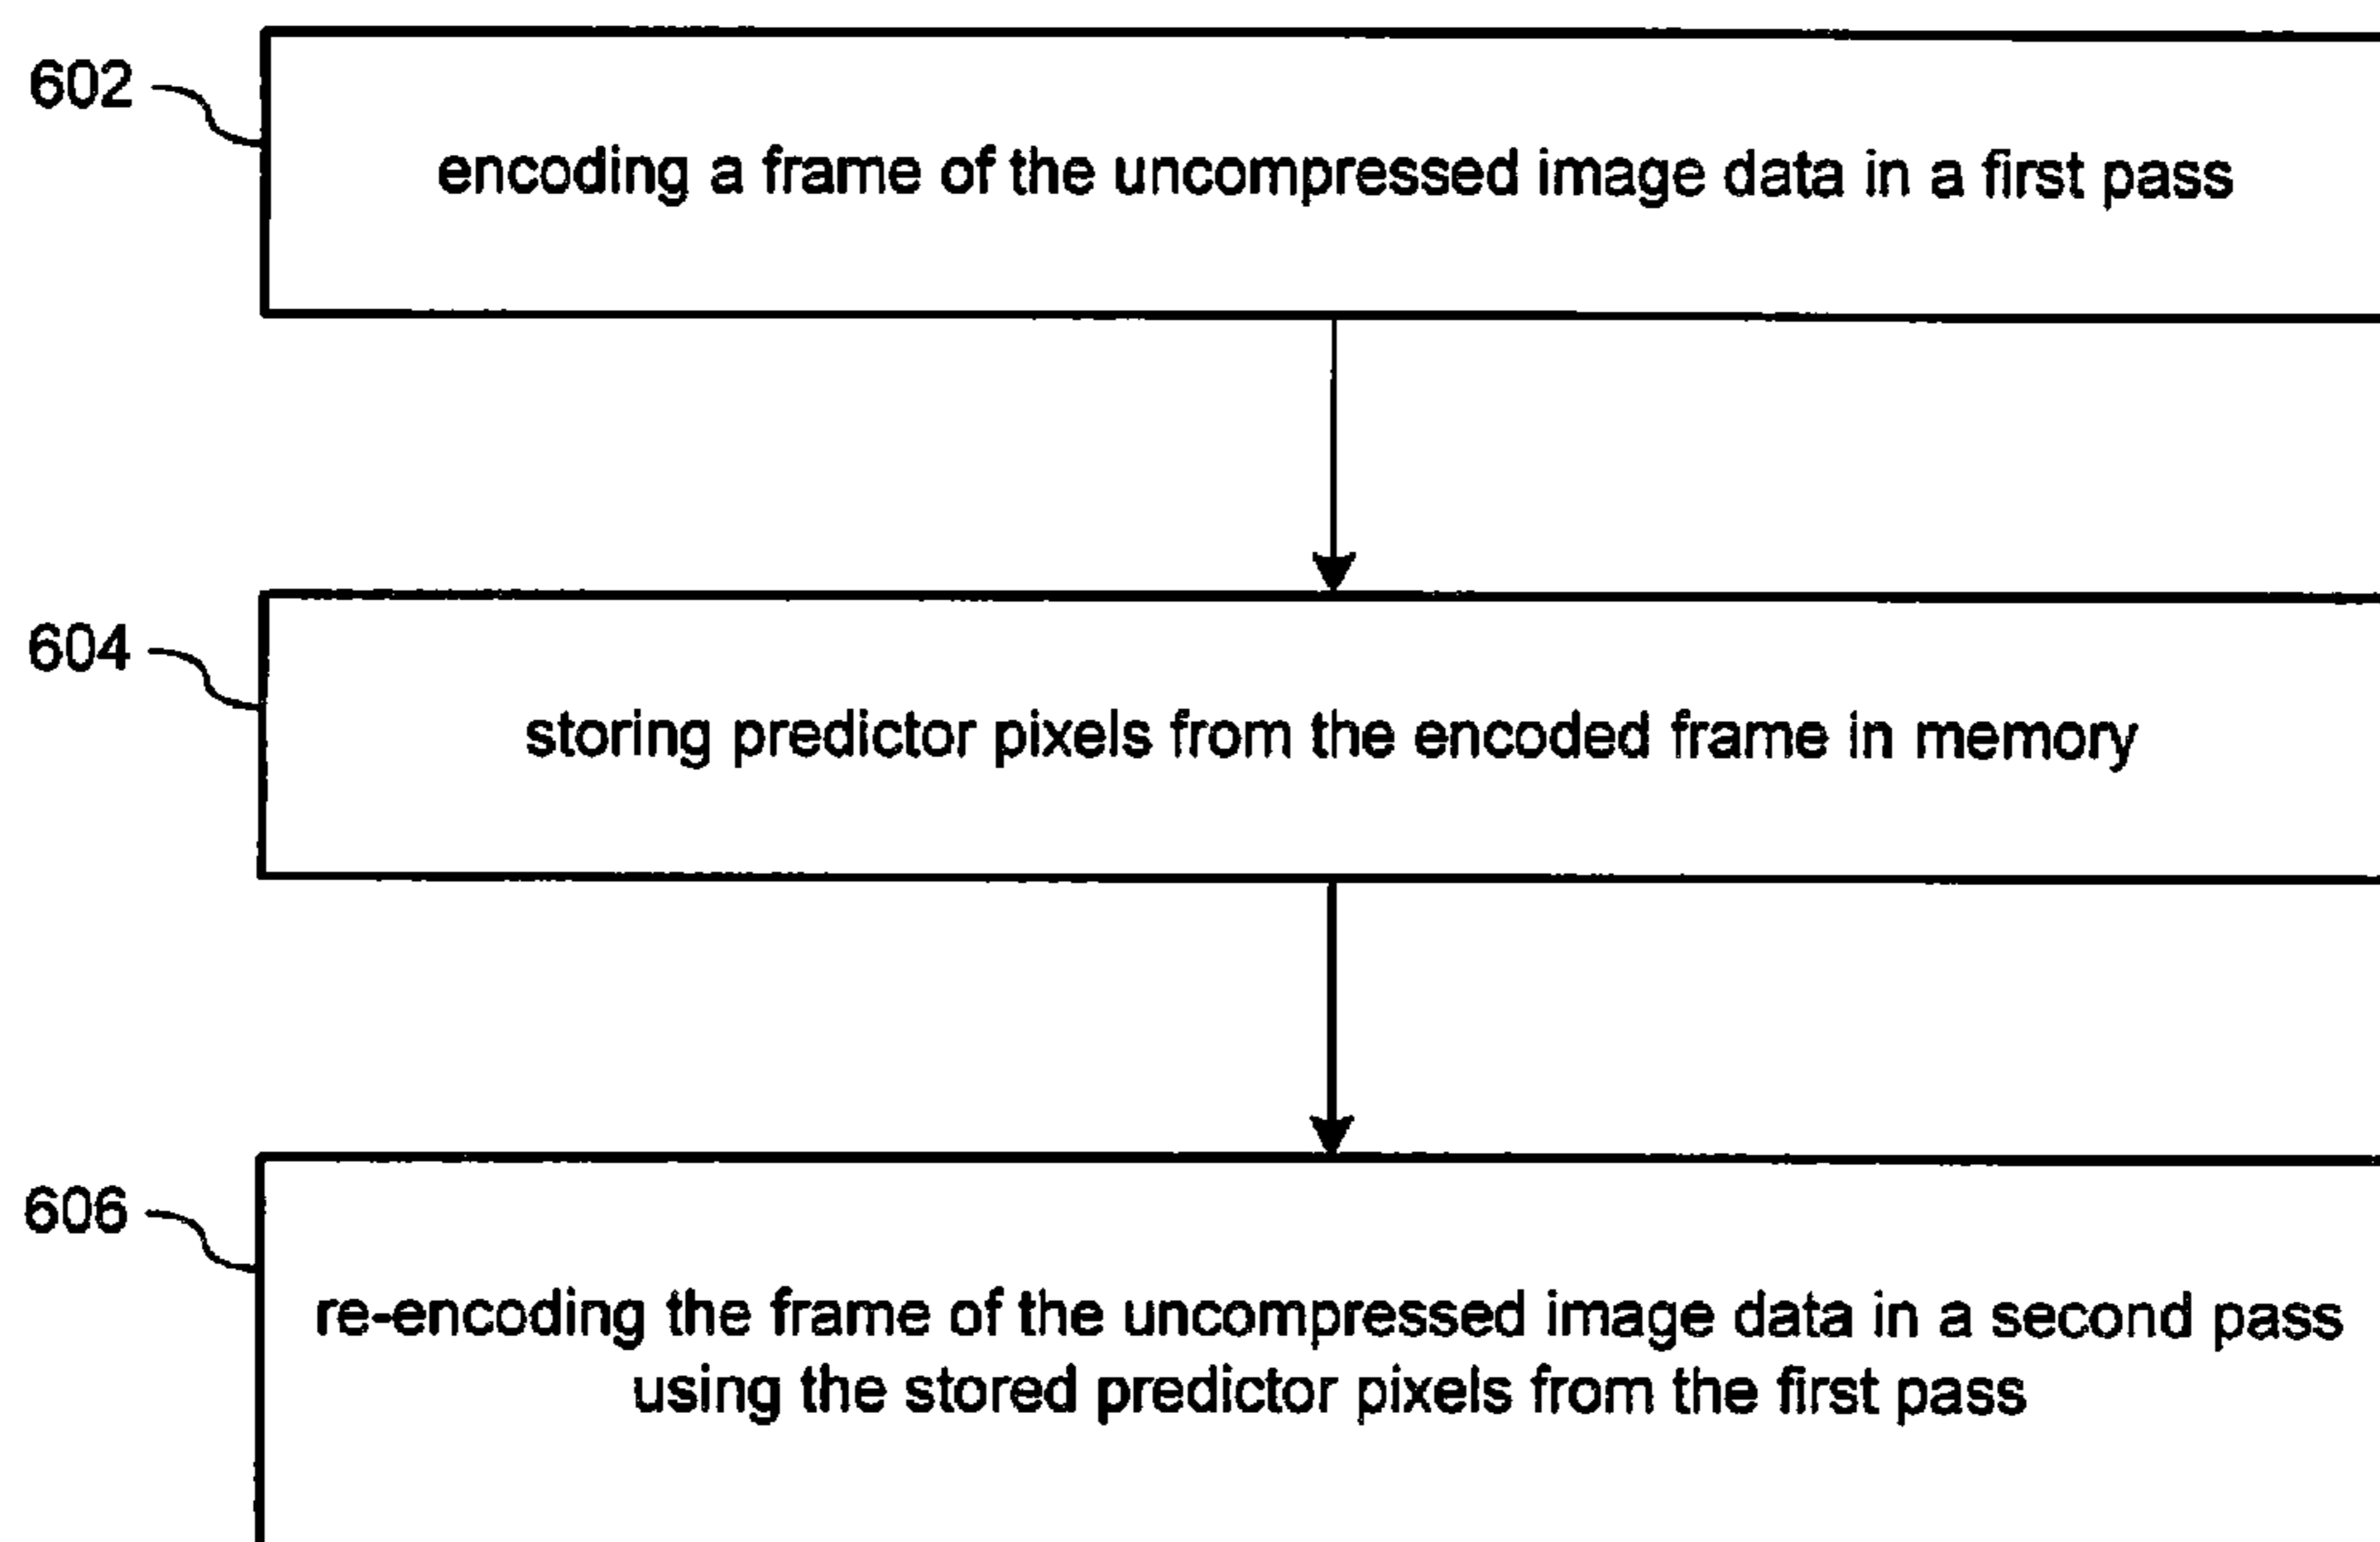 602
encoding a frame of the uncompressed image data in a first pass
604
storing predictor pixels from the encoded frame in memory
606
re-encoding the frame of the uncompressed image data in a second pass
using the stored predictor pixels from the first pass